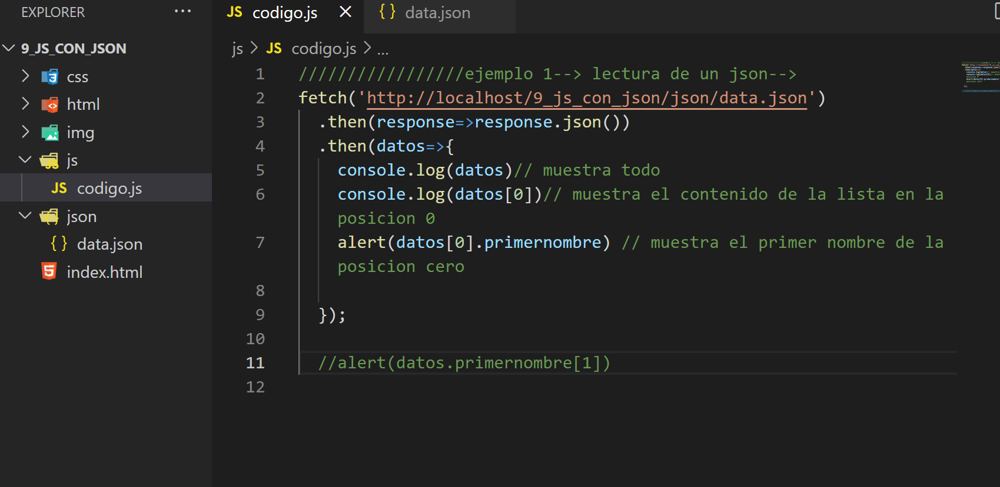 EXPLORER
···
JS codigo.js ×
{} data.json
9_JS_CON_JSON
css
html
img
js
JS codigo.js
json
{} data.json
index.html
js > JS codigo.js > ...
1 /////////////////ejemplo 1--> lectura de un json-->
2 fetch('http://localhost/9_js_con_json/json/data.json')
3 .then(response=>response.json())
4 .then(datos=>{
5 console.log(datos)// muestra todo
6 console.log(datos[0])// muestra el contenido de la lista en la
posicion 0
7 alert(datos[0].primernombre) // muestra el primer nombre de la
posicion cero
8
9 });
10
11 //alert(datos.primernombre[1])
12